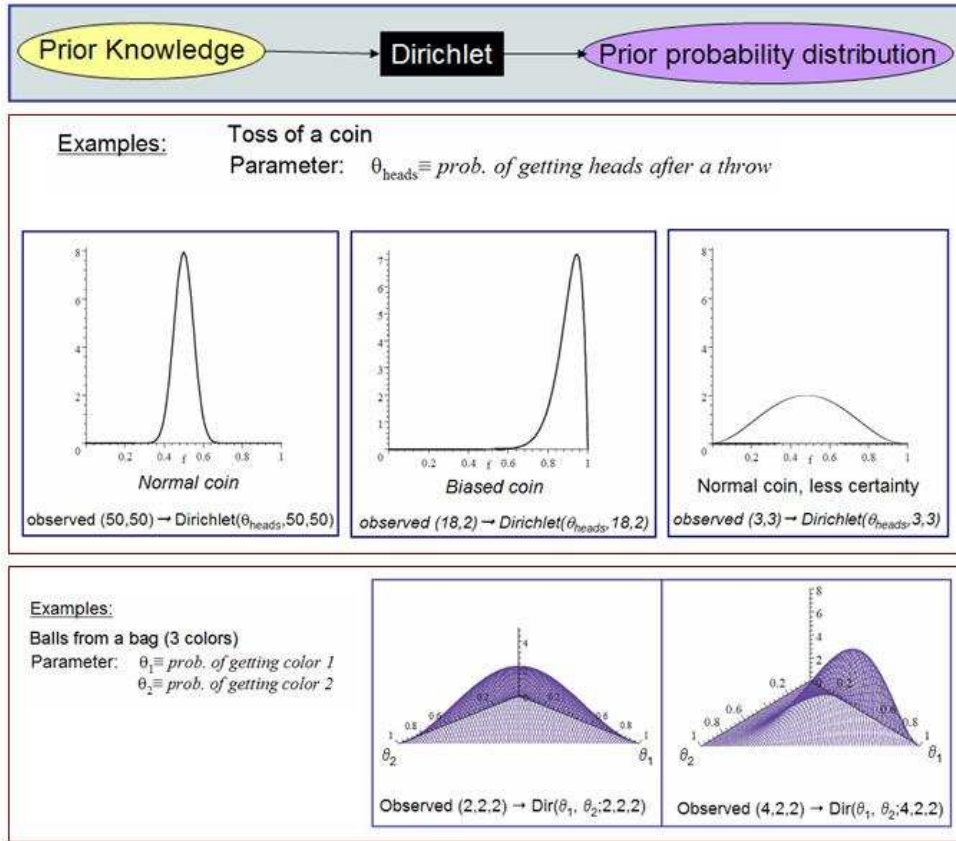 Prior Knowledge
Dirichlet
Prior probability distribution
Examples:
Toss of a coin
Parameter: θheads≡ prob. of getting heads after a throw
8
6
4
2
0
0.2 0.4 f 0.6 0.8 1
Normal coin
observed (50,50) → Dirichlet(θheads,50,50)
7
6
5
4
3
2
1
0
0.2 0.4 f 0.6 0.8 1
Biased coin
observed (18,2) → Dirichlet(θheads,18,2)
8
6
4
2
0
0.2 0.4 f 0.6 0.8 1
Normal coin, less certainty
observed (3,3) → Dirichlet(θheads,3,3)
Examples:
Balls from a bag (3 colors)
Parameter: θ1≡ prob. of getting color 1
θ2≡ prob. of getting color 2
4
0.2
0.6 0.6
0.8 0.8
1 1
θ2 θ1
Observed (2,2,2) → Dir(θ1, θ2;2,2,2)
8
6
4
2
0.2 0.2
0.6 0.6
0.8 0.8
1 1
θ2 θ1
Observed (4,2,2) → Dir(θ1, θ2;4,2,2)